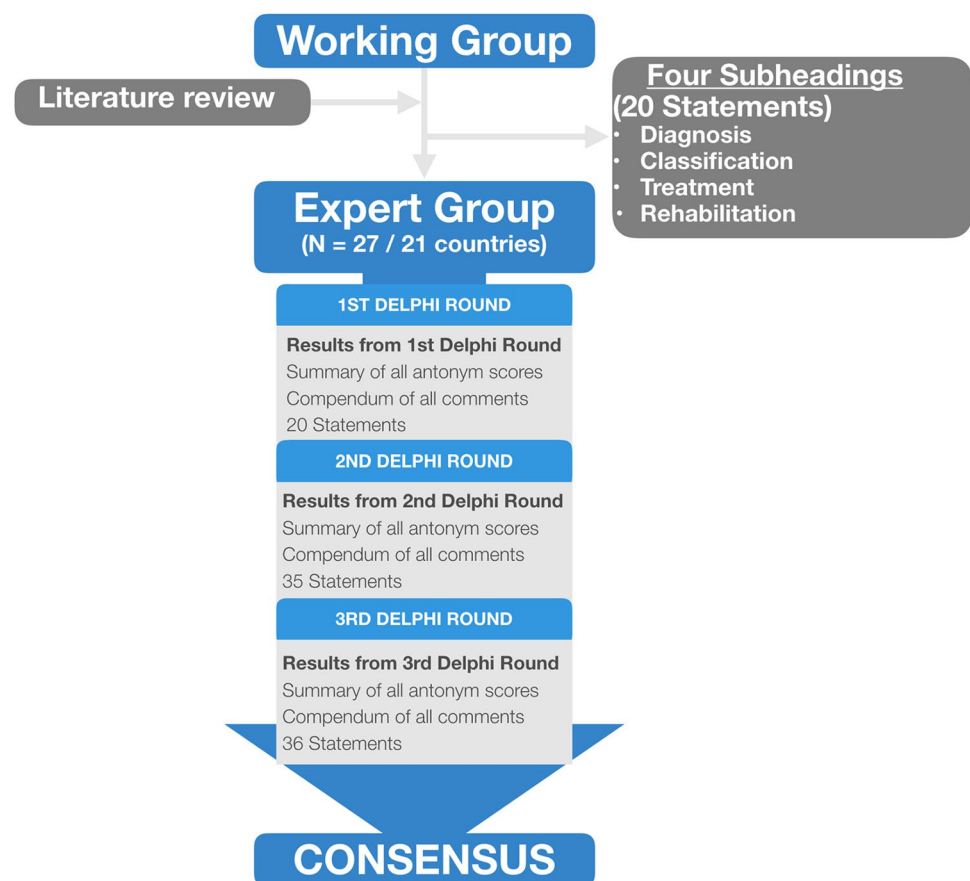 Working Group
Literature review
Four Subheadings
(20 Statements)
• Diagnosis
• Classification
• Treatment
• Rehabilitation
Expert Group
(N = 27 / 21 countries)
1ST DELPHI ROUND
Results from 1st Delphi Round
Summary of all antonym scores
Compendium of all comments
20 Statements
2ND DELPHI ROUND
Results from 2nd Delphi Round
Summary of all antonym scores
Compendum of all comments
35 Statements
3RD DELPHI ROUND
Results from 3rd Delphi Round
Summary of all antonym scores
Compendum of all comments
36 Statements
CONSENSUS